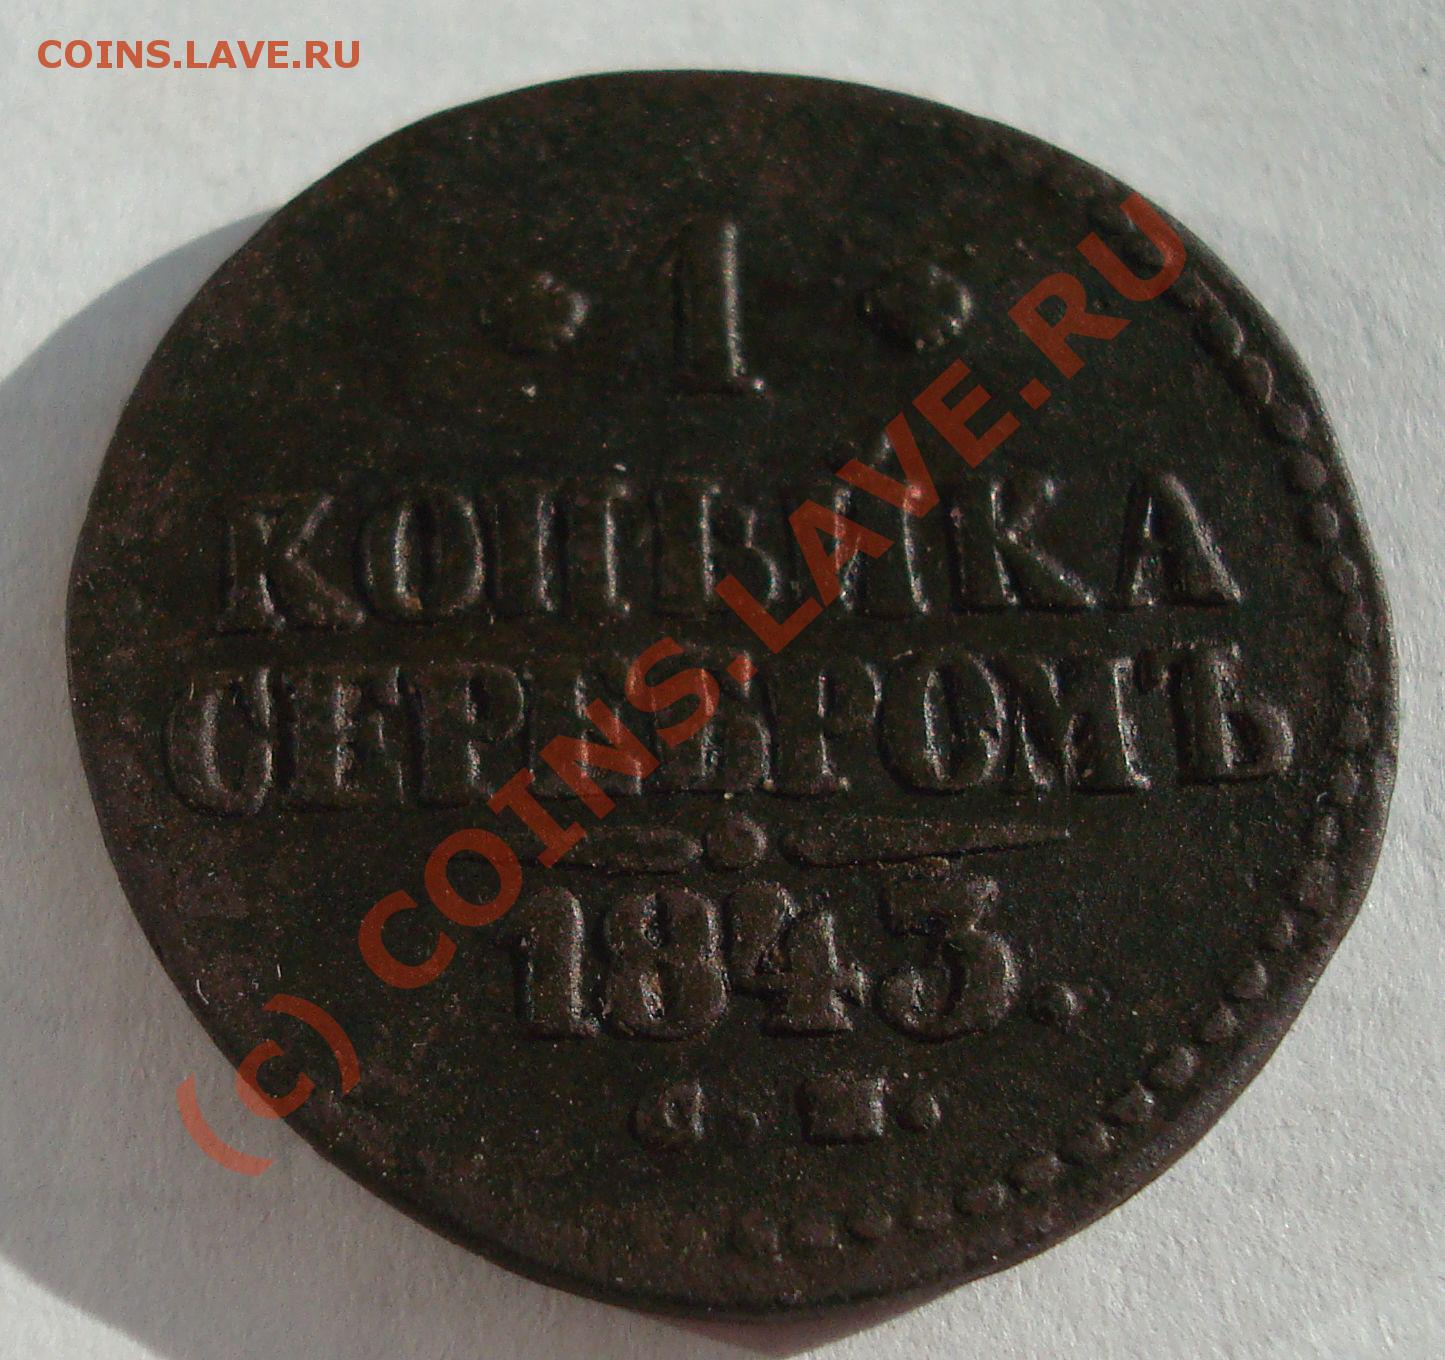 COINS.LAVE.RU
1
КОПѢЙКА
СЕРЕБРОМЪ
1843.
С.М.
(c) COINS.LAVE.RU